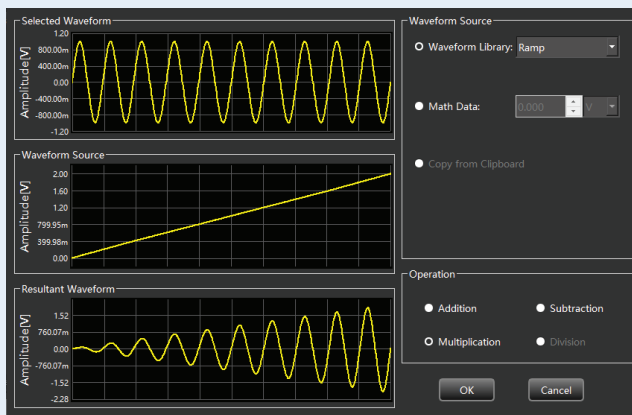 Selected Waveform
Amplitude[V]
1.20
800.00m
400.00m
0.00
-400.00m
-800.00m
-1.20
Waveform Source
Amplitude[V]
2.00
1.60
1.20
799.95m
399.98m
0.00
Resultant Waveform
Amplitude[V]
1.52
760.07m
0.00
-760.07m
-1.52
-2.28
Waveform Source
Waveform Library: Ramp
Math Data: 0.000 V
Copy from Clipboard
Operation
Addition Subtraction
Multiplication Division
OK Cancel